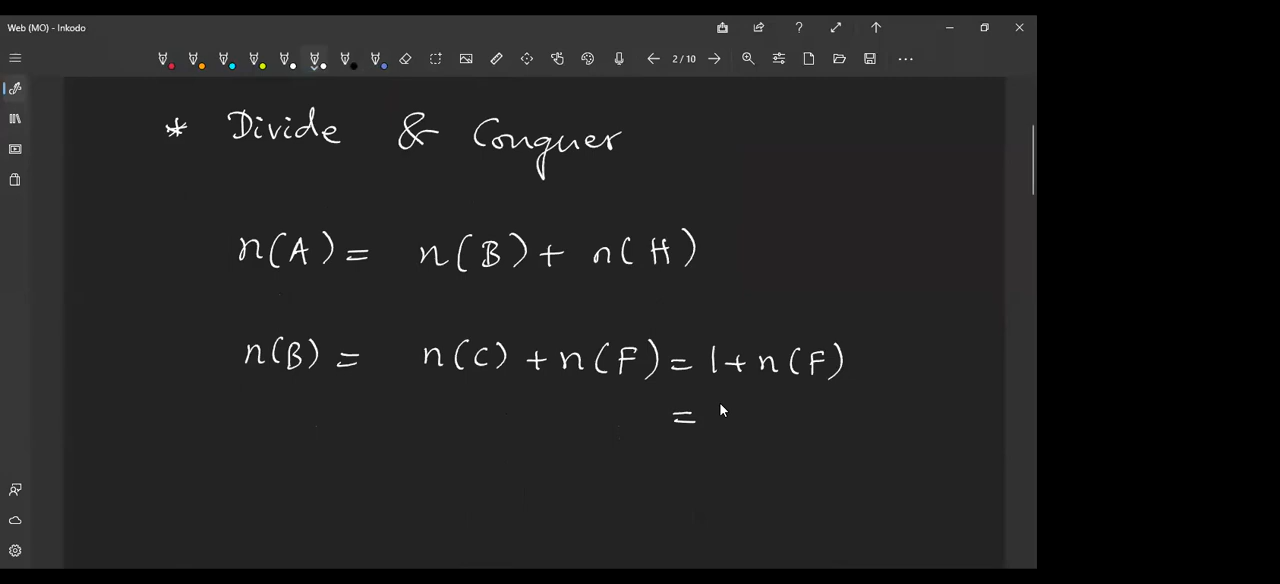 Web (MO) - Inkodo
2 / 10
* Divide & Conquer
n(A) = n(B) + n(H)
n(B) = n(C) + n(F) = 1 + n(F)
=